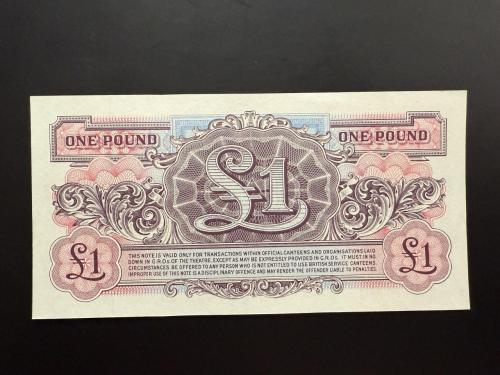 ONE POUND ONE POUND
£1
£1 £1
THIS NOTE IS VALID ONLY FOR TRANSACTIONS WITHIN OFFICIAL CANTEENS AND ORGANISATIONS LAID
DOWN IN G.R.Os. OF THE THEATRE, EXCEPT AS MAY BE EXPRESSLY PROVIDED IN G.R.Os. IT MUST IN NO
CIRCUMSTANCES BE OFFERED TO ANY PERSON WHO IS NOT ENTITLED TO USE BRITISH SERVICE CANTEENS.
IMPROPER USE OF THIS NOTE IS A DISCIPLINARY OFFENCE AND MAY RENDER THE OFFENDER LIABLE TO PENALTIES.